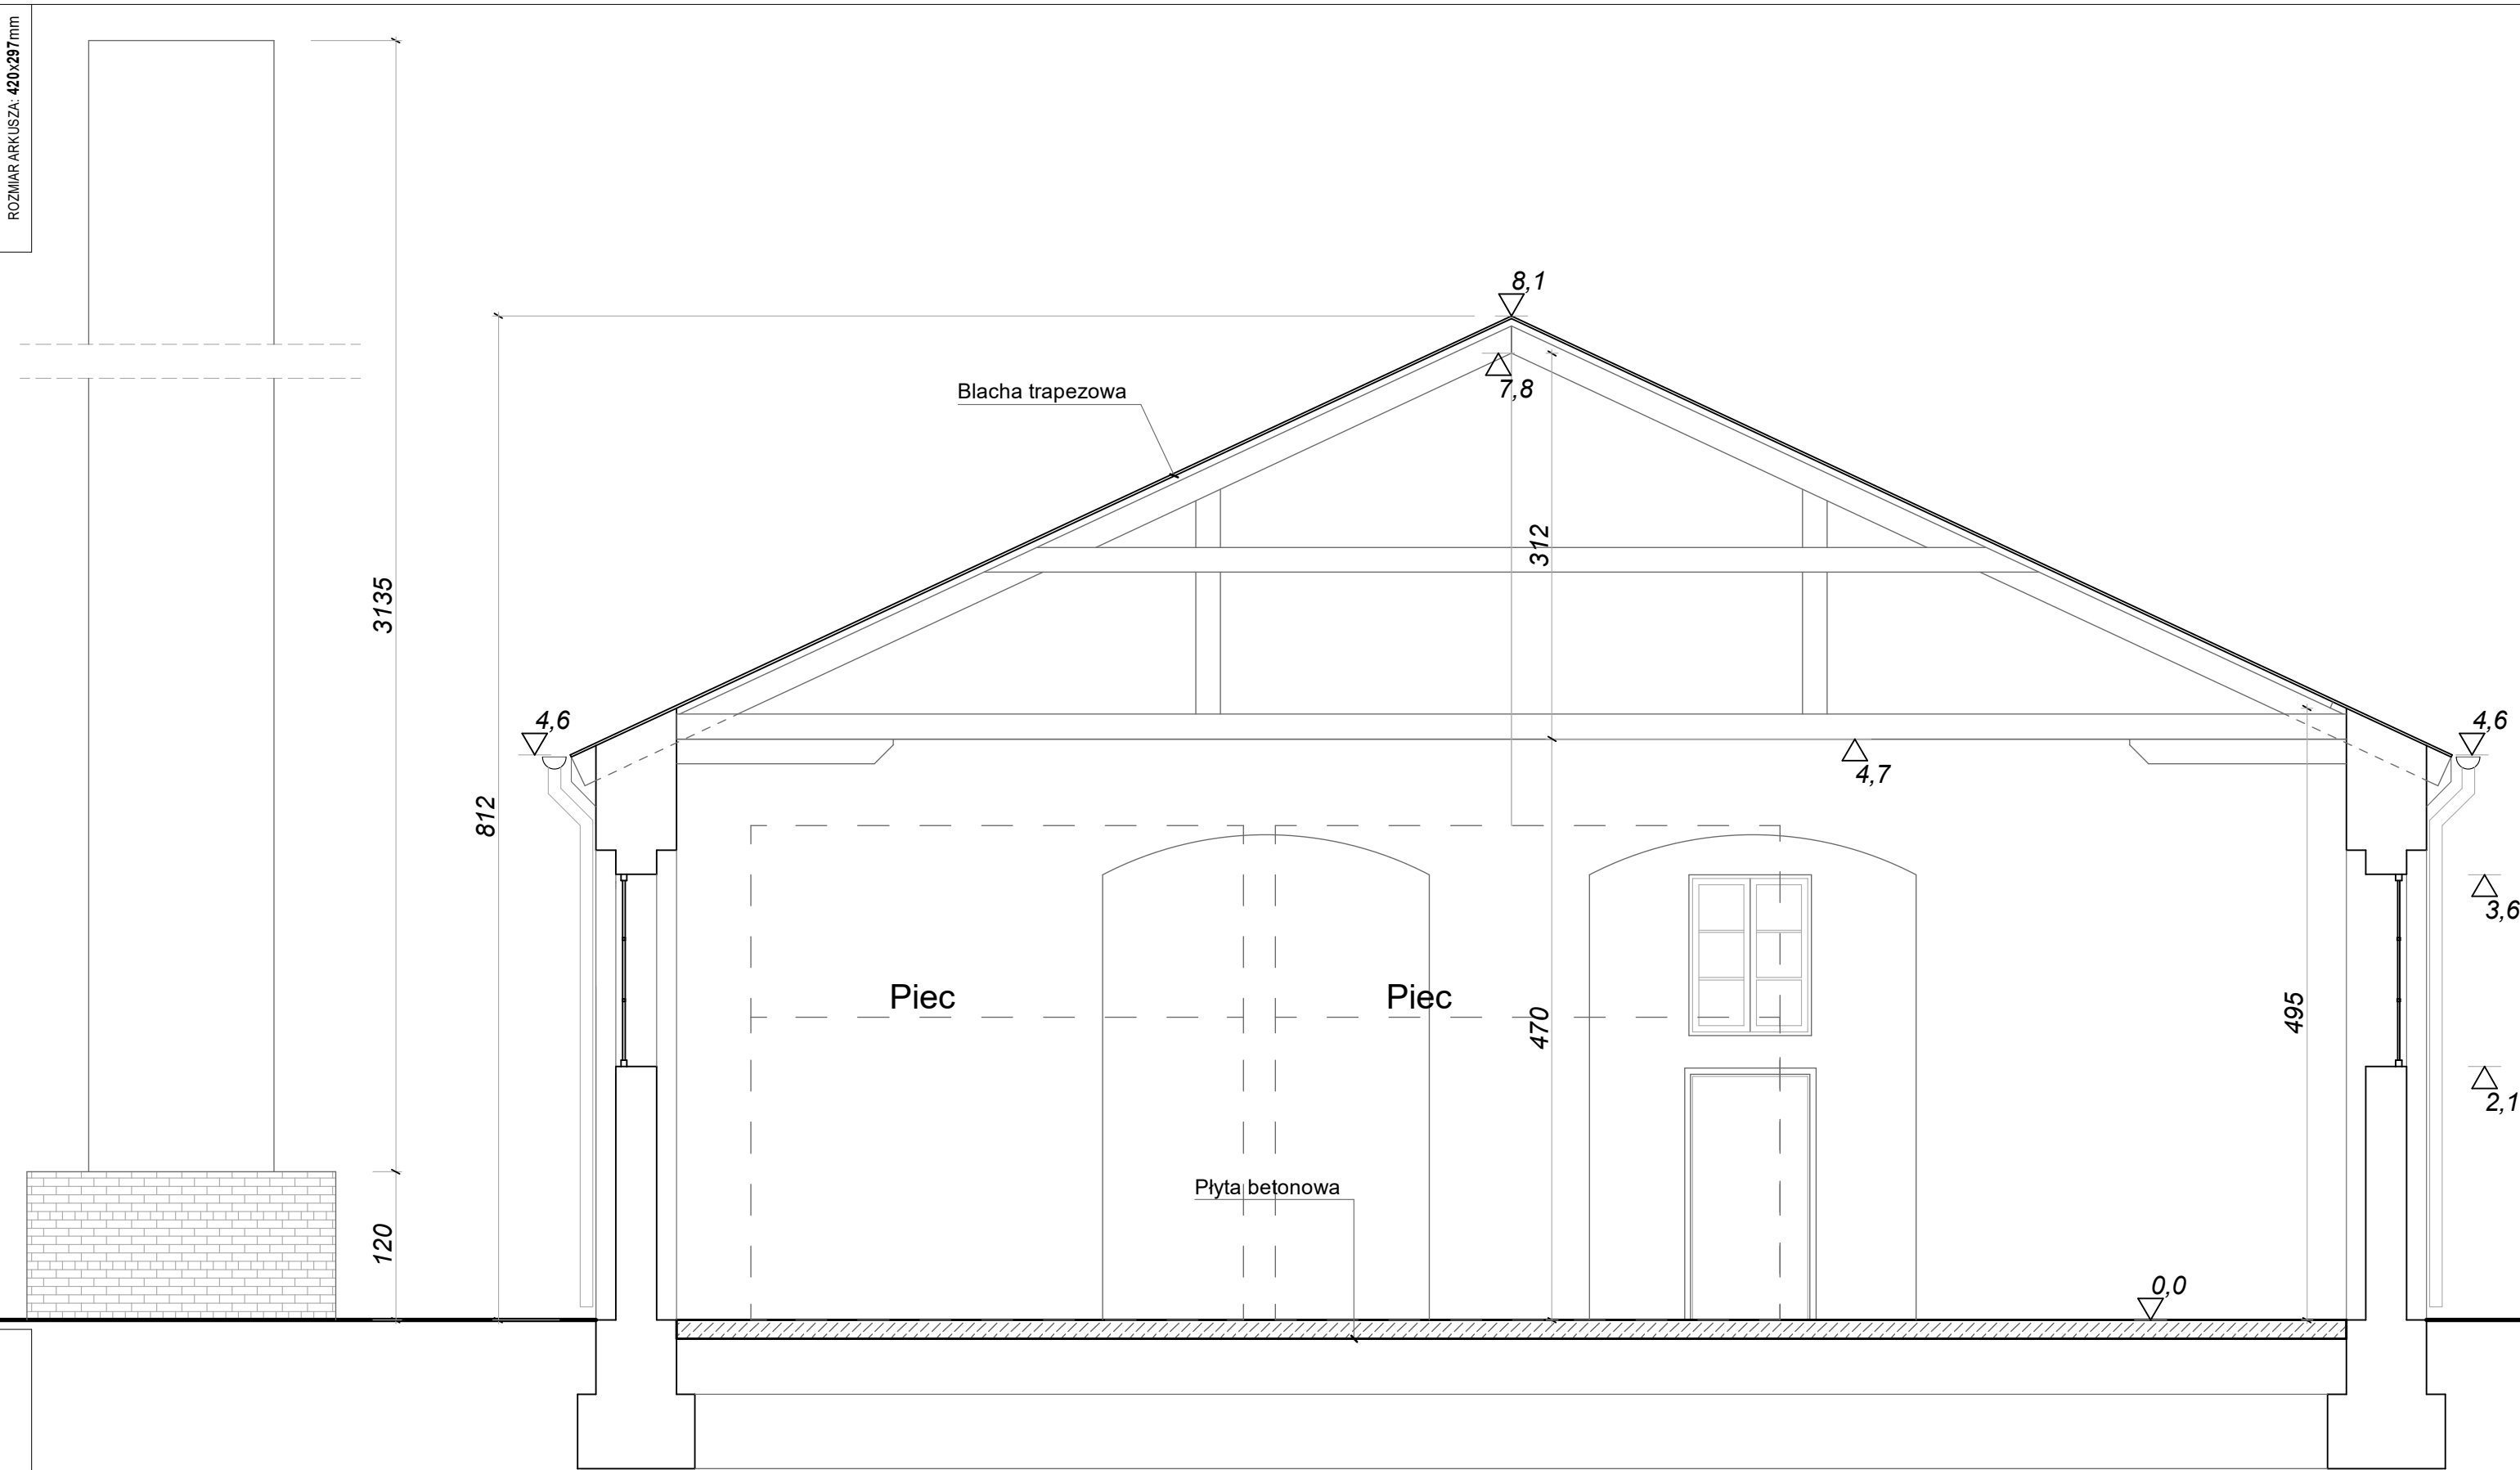 ROZMIAR ARKUSZA: 420x297mm
8,1
7,8
Blacha trapezowa
312
3135
4,6
4,6
4,7
812
3,6
Piec
Piec
470
495
2,1
Płyta betonowa
120
0,0